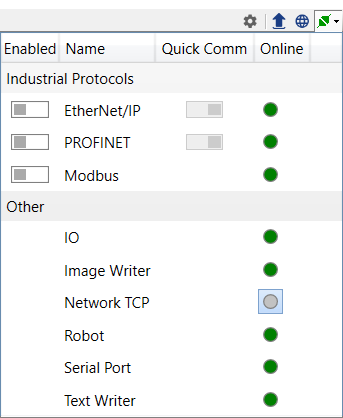 Enabled Name Quick Comm Online
Industrial Protocols
EtherNet/IP
PROFINET
Modbus
Other
IO
Image Writer
Network TCP
Robot
Serial Port
Text Writer